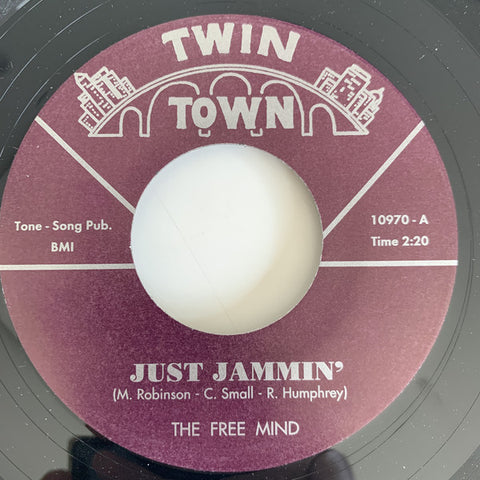 TWIN
TOWN
Tone - Song Pub.
BMI
10970 - A
Time 2:20
JUST JAMMIN'
(M. Robinson - C. Small - R. Humphrey)
THE FREE MIND